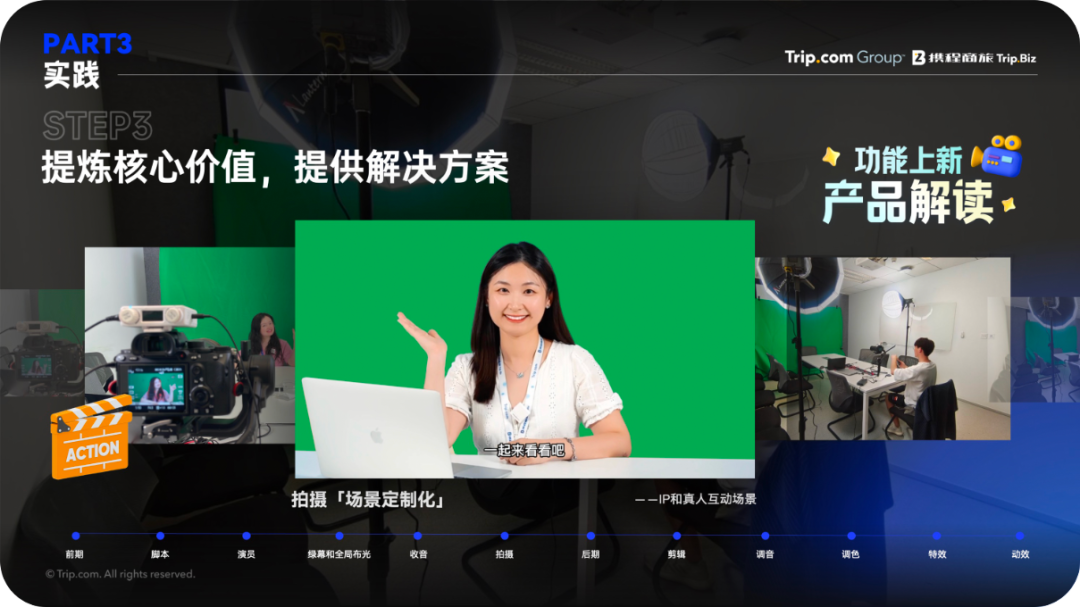 PART3
实践
Trip.com Group 携程商旅 Trip.Biz
STEP3
提炼核心价值，提供解决方案
功能上新
产品解读
ACTION
一起来看看吧
拍摄「场景定制化」
——IP和真人互动场景
前期 脚本 演员 绿幕和全局布光 收音 拍摄 后期 剪辑 调音 调色 特效 动效
© Trip.com. All rights reserved.